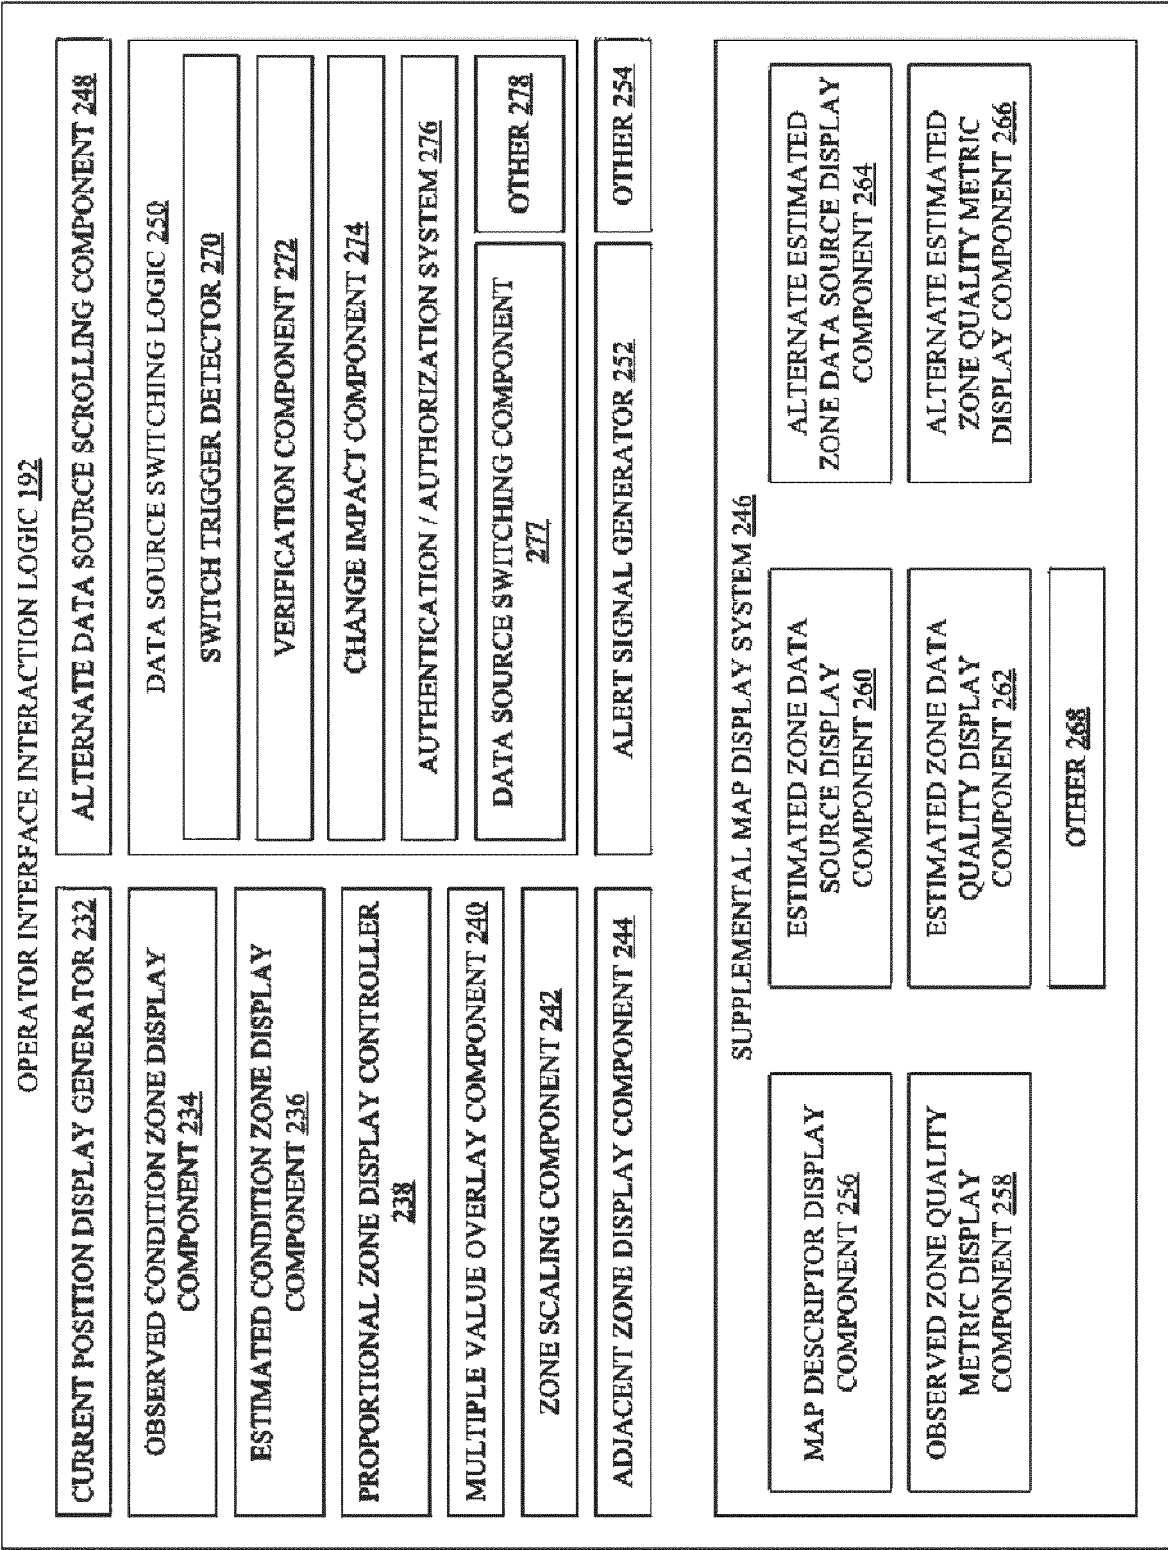 OPERATOR INTERFACE INTERACTION LOGIC 192
CURRENT POSITION DISPLAY GENERATOR 232
OBSERVED CONDITION ZONE DISPLAY
COMPONENT 234
ESTIMATED CONDITION ZONE DISPLAY
COMPONENT 236
PROPORTIONAL ZONE DISPLAY CONTROLLER
238
MULTIPLE VALUE OVERLAY COMPONENT 240
ZONE SCALING COMPONENT 242
ADJACENT ZONE DISPLAY COMPONENT 244
ALTERNATE DATA SOURCE SCROLLING COMPONENT 248
DATA SOURCE SWITCHING LOGIC 250
SWITCH TRIGGER DETECTOR 270
VERIFICATION COMPONENT 272
CHANGE IMPACT COMPONENT 274
AUTHENTICATION / AUTHORIZATION SYSTEM 276
DATA SOURCE SWITCHING COMPONENT
277
OTHER 278
ALERT SIGNAL GENERATOR 252
OTHER 254
SUPPLEMENTAL MAP DISPLAY SYSTEM 246
MAP DESCRIPTOR DISPLAY
COMPONENT 256
ESTIMATED ZONE DATA
SOURCE DISPLAY
COMPONENT 260
ALTERNATE ESTIMATED
ZONE DATA SOURCE DISPLAY
COMPONENT 264
OBSERVED ZONE QUALITY
METRIC DISPLAY
COMPONENT 258
ESTIMATED ZONE DATA
QUALITY DISPLAY
COMPONENT 262
ALTERNATE ESTIMATED
ZONE QUALITY METRIC
DISPLAY COMPONENT 266
OTHER 268